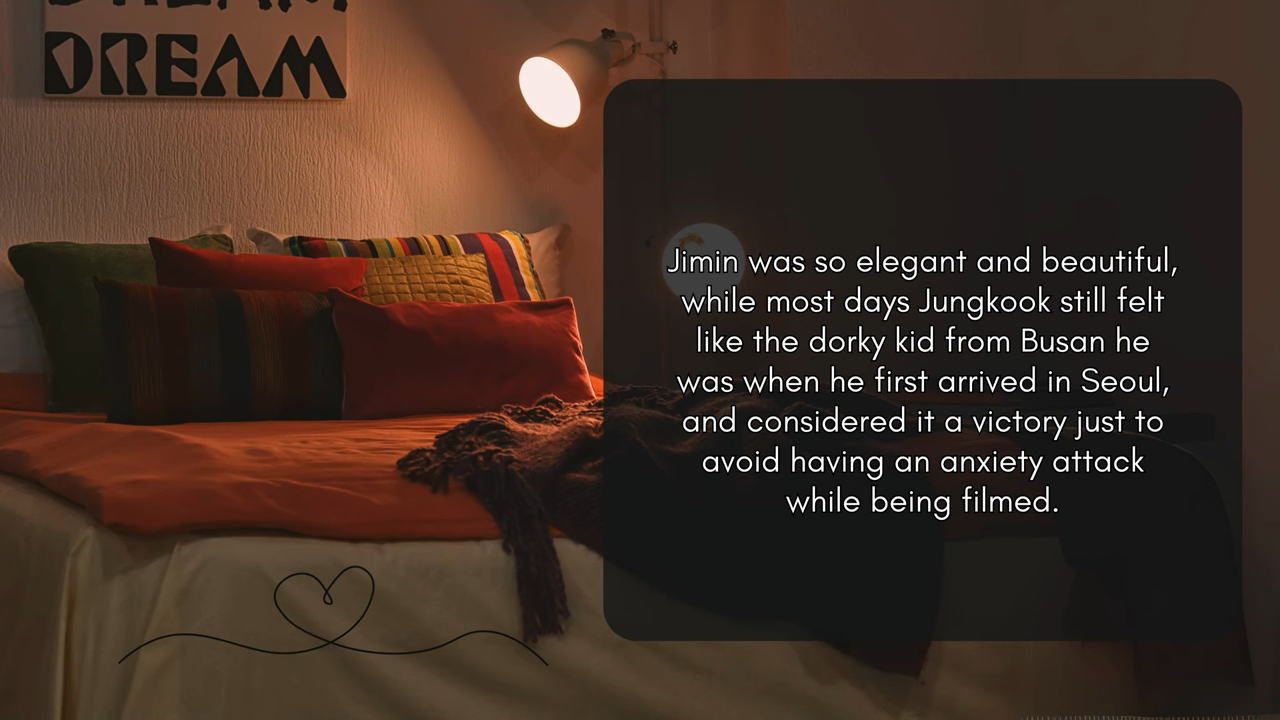 DREAM
DREAM
Jimin was so elegant and beautiful,
while most days Jungkook still felt
like the dorky kid from Busan he
was when he first arrived in Seoul,
and considered it a victory just to
avoid having an anxiety attack
while being filmed.